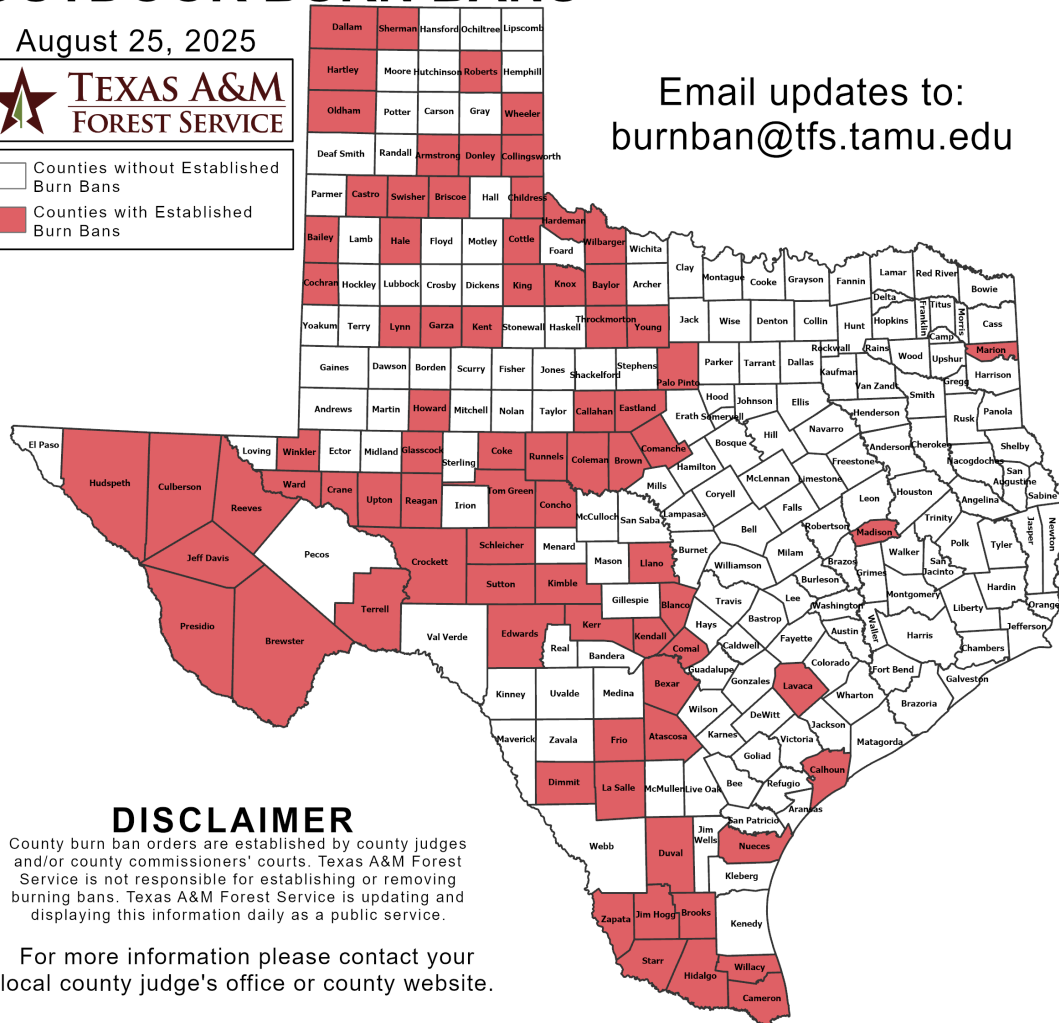 OUTDOOR BURN BANS
August 25, 2025
TEXAS A&M
FOREST SERVICE
Counties without Established
Burn Bans
Counties with Established
Burn Bans
Email updates to:
burnban@tfs.tamu.edu
Dallam Sherman Hansford Ochiltree Lipscomb
Hartley Moore Hutchinson Roberts Hemphill
Oldham Potter Carson Gray Wheeler
Deaf Smith Randall Armstrong Donley Collingsworth
Parmer Castro Swisher Briscoe Hall Childress
Hardeman
Bailey Lamb Hale Floyd Motley Cottle Foard Wilbarger Wichita
Clay Montague Cooke Grayson Fannin Lamar Red River Bowie
Cochran Hockley Lubbock Crosby Dickens King Knox Baylor Archer
Delta Franklin Titus Morris Cass
Yoakum Terry Lynn Garza Kent Stonewall Haskell Throckmorton Young Jack Wise Denton Collin Hunt Hopkins Camp
Rockwall Rains Wood Upshur Marion
Gaines Dawson Borden Scurry Fisher Jones Shackelford Stephens Palo Pinto Parker Tarrant Dallas Kaufman Van Zandt Gregg Harrison
Andrews Martin Howard Mitchell Nolan Taylor Callahan Eastland Erath Hood Somervell Johnson Ellis Henderson Smith Rusk Panola
El Paso Hudspeth Culberson Reeves Loving Winkler Ector Midland Glasscock Sterling Coke Runnels Coleman Brown Comanche Hamilton Bosque Hill Navarro Freestone Anderson Cherokee Nacogdoches Shelby
San
Augustine Sabine
Ward Crane Upton Reagan Irion Tom Green Concho McCulloch San Saba Mills Lampasas Coryell McLennan Limestone Falls Leon Houston Angelina
Jeff Davis Pecos Crockett Schleicher Menard Mason Llano Burnet Bell Milam Robertson Madison Trinity Polk Tyler Jasper Newton
Presidio Brewster Terrell Sutton Kimble Gillespie Blanco Williamson Travis Burleson Brazos Grimes Walker San
Jacinto Hardin Orange
Val Verde Edwards Kerr Real Bandera Kendall Comal Hays Bastrop Lee Washington Waller Montgomery Liberty Jefferson
Kinney Uvalde Medina Bexar Guadalupe Caldwell Fayette Austin Harris Chambers
Wilson Gonzales Lavaca Colorado Fort Bend Galveston
Maverick Zavala Frio Atascosa Karnes DeWitt Wharton Brazoria
Goliad Victoria Jackson Matagorda
Dimmit La Salle McMullen Live Oak Bee Refugio Calhoun
Aransas San Patricio
Webb Duval Jim
Wells Nueces
Kleberg
Zapata Jim Hogg Brooks Kenedy
Starr Hidalgo Willacy
Cameron
DISCLAIMER
County burn ban orders are established by county judges
and/or county commissioners' courts. Texas A&M Forest
Service is not responsible for establishing or removing
burning bans. Texas A&M Forest Service is updating and
displaying this information daily as a public service.
For more information please contact your
local county judge's office or county website.